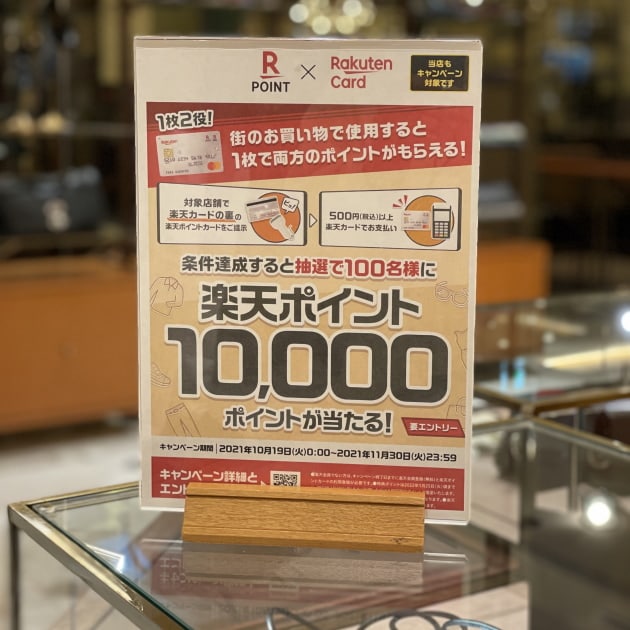 R
POINT
×
Rakuten
Card
当店も
キャンペーン
対象です
1枚2役!
街のお買い物で使用すると
1枚で両方のポイントがもらえる!
対象店舗で
楽天カードの裏の
楽天ポイントカードをご提示
ピッ!
500円(税込)以上
楽天カードでお支払い
条件達成すると抽選で100名様に
楽天ポイント
10,000
ポイントが当たる!
要エントリー
キャンペーン期間 2021年10月19日(火)0:00~2021年11月30日(火)23:59
キャンペーン詳細と
エント